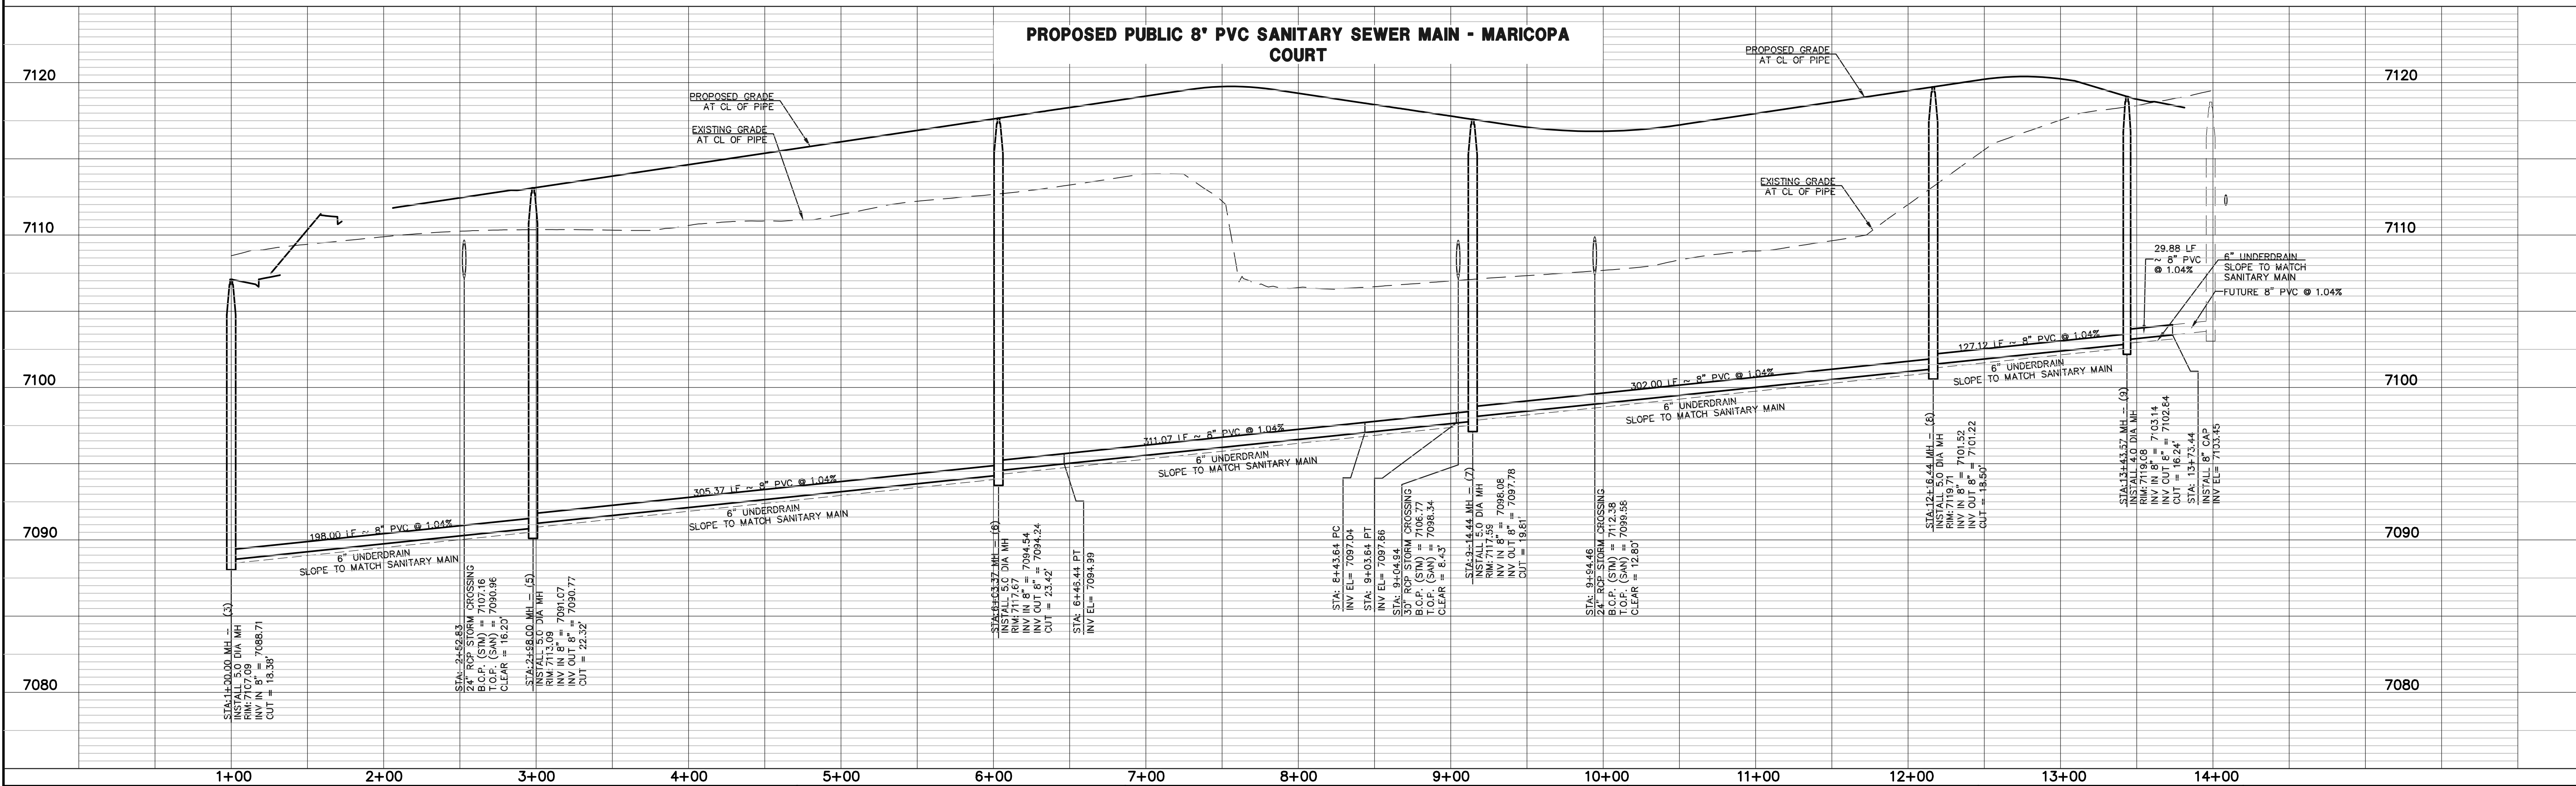 PROPOSED PUBLIC 8" PVC SANITARY SEWER MAIN - MARICOPA
COURT
7120
7110
7100
7090
7080
7120
7110
7100
7090
7080
PROPOSED GRADE
AT CL OF PIPE
EXISTING GRADE
AT CL OF PIPE
PROPOSED GRADE
AT CL OF PIPE
EXISTING GRADE
AT CL OF PIPE
198.00 LF ~ 8" PVC @ 1.04%
6" UNDERDRAIN
SLOPE TO MATCH SANITARY MAIN
305.37 LF ~ 8" PVC @ 1.04%
6" UNDERDRAIN
SLOPE TO MATCH SANITARY MAIN
311.07 LF ~ 8" PVC @ 1.04%
6" UNDERDRAIN
SLOPE TO MATCH SANITARY MAIN
302.00 LF ~ 8" PVC @ 1.04%
6" UNDERDRAIN
SLOPE TO MATCH SANITARY MAIN
127.12 LF ~ 8" PVC @ 1.04%
6" UNDERDRAIN
SLOPE TO MATCH SANITARY MAIN
29.88 LF
~ 8" PVC
@ 1.04%
6" UNDERDRAIN
SLOPE TO MATCH
SANITARY MAIN
FUTURE 8" PVC @ 1.04%
STA:1+00.00 MH - (3)
INSTALL 5.0 DIA MH
RIM: 7107.09
INV IN 8" = 7088.71
CUT = 18.38'
STA: 2+52.83
24" RCP STORM CROSSING
B.O.P. (STM) = 7107.16
T.O.P. (SAN) = 7090.96
CLEAR = 16.20'
STA:2+98.00 MH - (5)
INSTALL 5.0 DIA MH
RIM: 7113.09
INV IN 8" = 7091.07
INV OUT 8" = 7090.77
CUT = 22.32'
STA:6+03.37 MH - (6)
INSTALL 5.0 DIA MH
RIM: 7117.67
INV IN 8" = 7094.54
INV OUT 8" = 7094.24
CUT = 23.42'
STA: 6+46.44 PT
INV EL= 7094.99
STA: 8+43.64 PC
INV EL= 7097.04
STA: 9+03.64 PT
INV EL= 7097.66
STA: 9+04.94
30" RCP STORM CROSSING
B.O.P. (STM) = 7106.77
T.O.P. (SAN) = 7098.34
CLEAR = 8.43'
STA:9+14.44 MH - (7)
INSTALL 5.0 DIA MH
RIM: 7117.59
INV IN 8" = 7098.08
INV OUT 8" = 7097.78
CUT = 19.81'
STA: 9+94.46
24" RCP STORM CROSSING
B.O.P. (STM) = 7112.38
T.O.P. (SAN) = 7099.58
CLEAR = 12.80'
STA:12+16.44 MH - (8)
INSTALL 5.0 DIA MH
RIM: 7119.71
INV IN 8" = 7101.52
INV OUT 8" = 7101.22
CUT = 18.50'
STA:13+43.57 MH - (9)
INSTALL 4.0 DIA MH
RIM: 7119.08
INV IN 8" = 7103.14
INV OUT 8" = 7102.84
CUT = 16.24'
STA: 13+73.44
INSTALL 8" CAP
INV EL= 7103.45
1+00
2+00
3+00
4+00
5+00
6+00
7+00
8+00
9+00
10+00
11+00
12+00
13+00
14+00